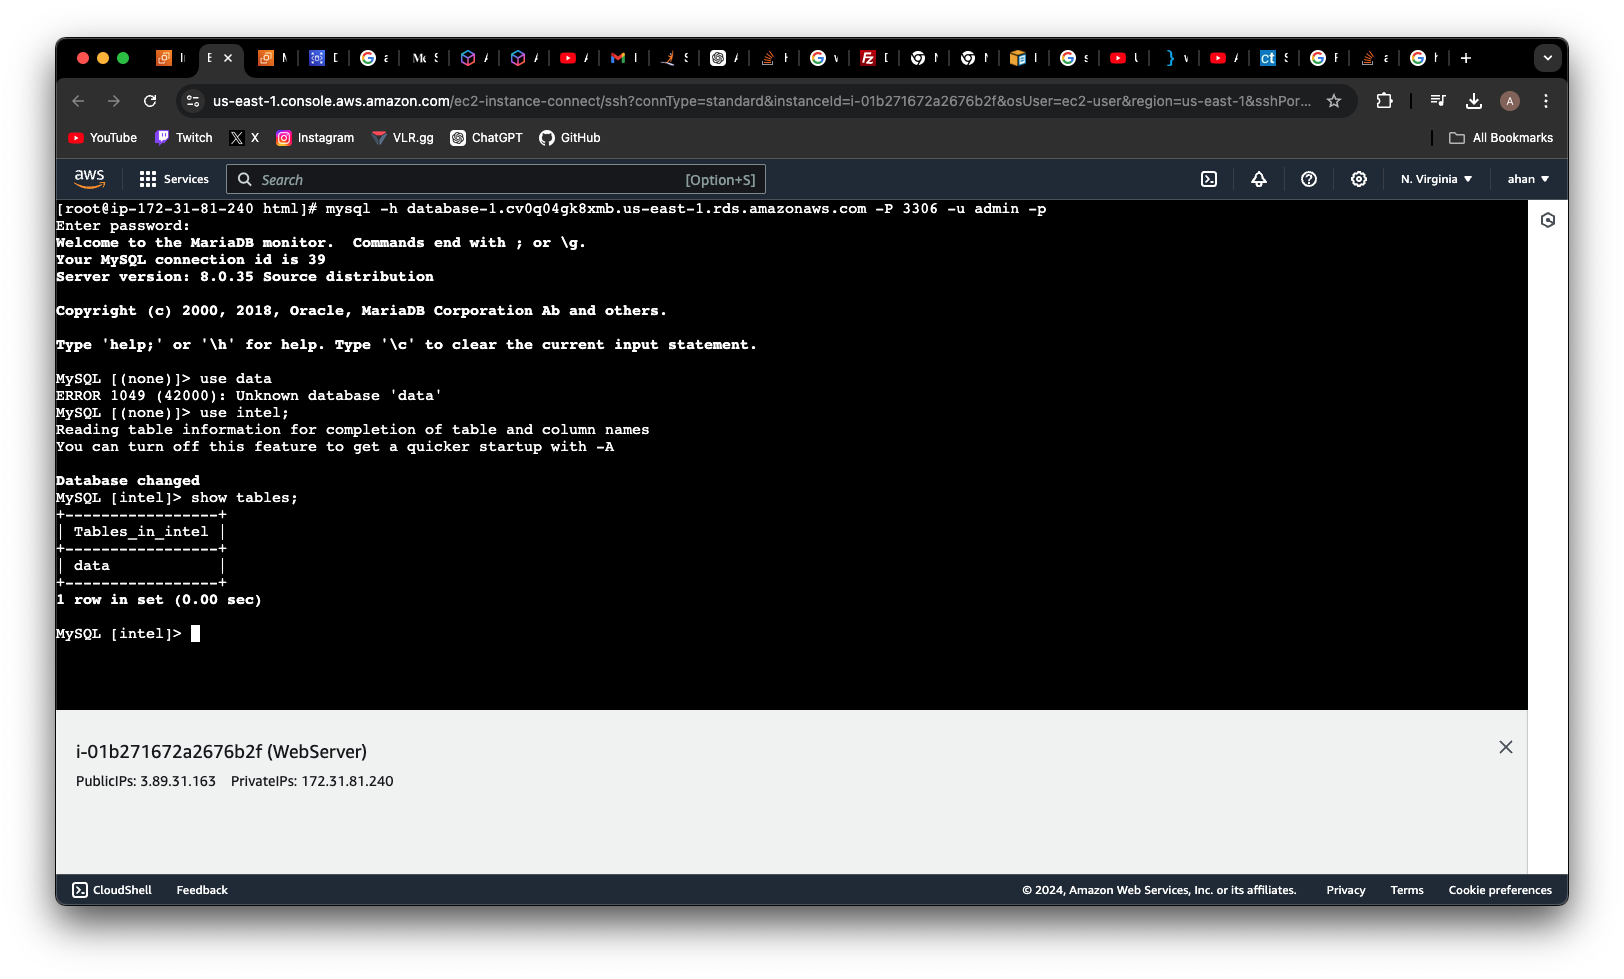 us-east-1.console.aws.amazon.com/ec2-instance-connect/ssh?connType=standard&instanceId=i-01b271672a2676b2f&osUser=ec2-user&region=us-east-1&sshPor...
YouTube Twitch X Instagram VLR.gg ChatGPT GitHub All Bookmarks
aws Services Search [Option+S] N. Virginia ahan
[root@ip-172-31-81-240 html]# mysql -h database-1.cv0q04gk8xmb.us-east-1.rds.amazonaws.com -P 3306 -u admin -p
Enter password:
Welcome to the MariaDB monitor.  Commands end with ; or \g.
Your MySQL connection id is 39
Server version: 8.0.35 Source distribution
Copyright (c) 2000, 2018, Oracle, MariaDB Corporation Ab and others.
Type 'help;' or '\h' for help. Type '\c' to clear the current input statement.
MySQL [(none)]> use data
ERROR 1049 (42000): Unknown database 'data'
MySQL [(none)]> use intel;
Reading table information for completion of table and column names
You can turn off this feature to get a quicker startup with -A
Database changed
MySQL [intel]> show tables;
+-----------------+
| Tables_in_intel |
+-----------------+
| data            |
+-----------------+
1 row in set (0.00 sec)
MySQL [intel]>
i-01b271672a2676b2f (WebServer)
PublicIPs: 3.89.31.163 PrivateIPs: 172.31.81.240
CloudShell Feedback © 2024, Amazon Web Services, Inc. or its affiliates. Privacy Terms Cookie preferences